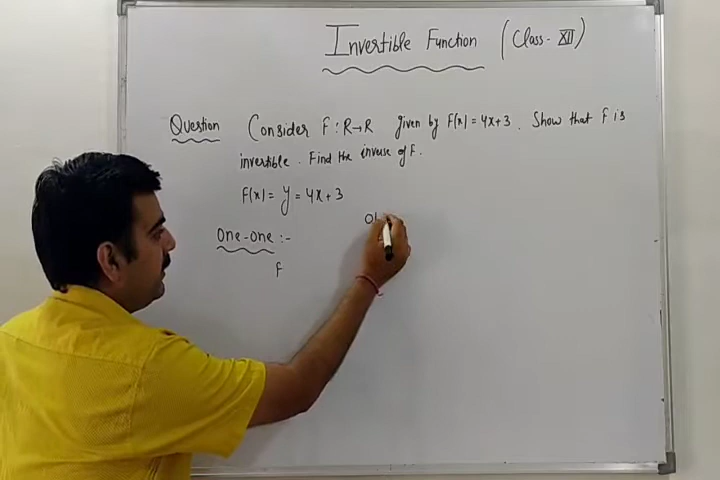 Invertible Function (Class - XII)
Question Consider F : R→R given by F(x) = 4x+3 . Show that F is
invertible . Find the inverse of F .
F(x) = y = 4x + 3
One-one :-
F